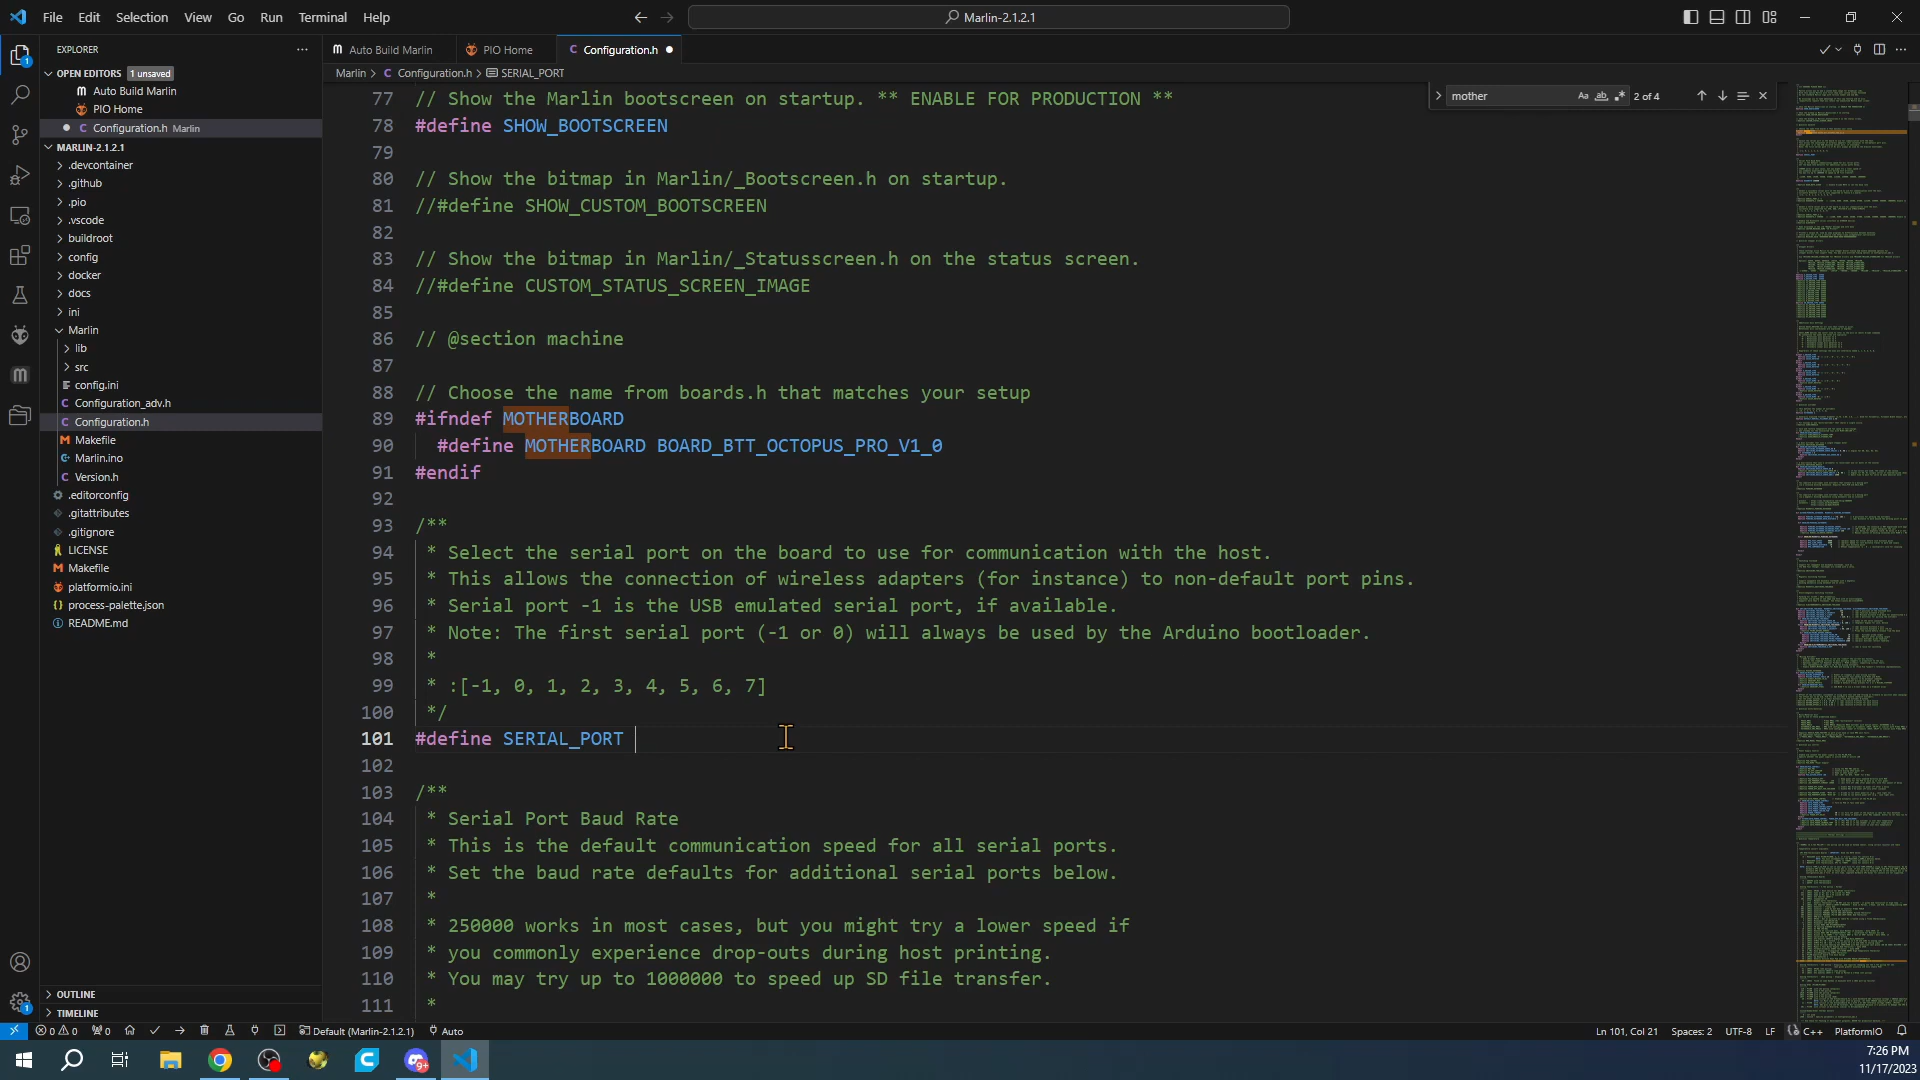 File Edit Selection View Go Run Terminal Help
Marlin-2.1.2.1
EXPLORER
OPEN EDITORS 1 unsaved
Auto Build Marlin
PIO Home
Configuration.h Marlin
MARLIN-2.1.2.1
.devcontainer
.github
.pio
.vscode
buildroot
config
docker
docs
ini
Marlin
lib
src
config.ini
Configuration_adv.h
Configuration.h
Makefile
Marlin.ino
Version.h
.editorconfig
.gitattributes
.gitignore
LICENSE
Makefile
platformio.ini
process-palette.json
README.md
OUTLINE
TIMELINE
Auto Build Marlin PIO Home Configuration.h
Marlin > Configuration.h > SERIAL_PORT
mother Aa ab 2 of 4
77 // Show the Marlin bootscreen on startup. ** ENABLE FOR PRODUCTION **
78 #define SHOW_BOOTSCREEN
79
80 // Show the bitmap in Marlin/_Bootscreen.h on startup.
81 //#define SHOW_CUSTOM_BOOTSCREEN
82
83 // Show the bitmap in Marlin/_Statusscreen.h on the status screen.
84 //#define CUSTOM_STATUS_SCREEN_IMAGE
85
86 // @section machine
87
88 // Choose the name from boards.h that matches your setup
89 #ifndef MOTHERBOARD
90 #define MOTHERBOARD BOARD_BTT_OCTOPUS_PRO_V1_0
91 #endif
92
93 /**
94 * Select the serial port on the board to use for communication with the host.
95 * This allows the connection of wireless adapters (for instance) to non-default port pins.
96 * Serial port -1 is the USB emulated serial port, if available.
97 * Note: The first serial port (-1 or 0) will always be used by the Arduino bootloader.
98 *
99 * :[-1, 0, 1, 2, 3, 4, 5, 6, 7]
100 */
101 #define SERIAL_PORT
102
103 /**
104 * Serial Port Baud Rate
105 * This is the default communication speed for all serial ports.
106 * Set the baud rate defaults for additional serial ports below.
107 *
108 * 250000 works in most cases, but you might try a lower speed if
109 * you commonly experience drop-outs during host printing.
110 * You may try up to 1000000 to speed up SD file transfer.
111 *
0 0 0 Default (Marlin-2.1.2.1) Auto Ln 101, Col 21 Spaces: 2 UTF-8 LF C++ PlatformIO
7:26 PM
11/17/2023